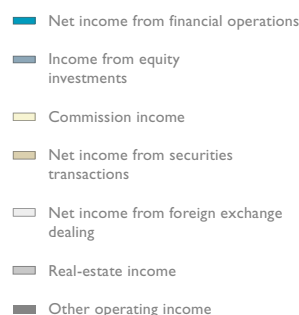 Net income from financial operations
Income from equity
investments
Commission income
Net income from securities
transactions
Net income from foreign exchange
dealing
Real-estate income
Other operating income